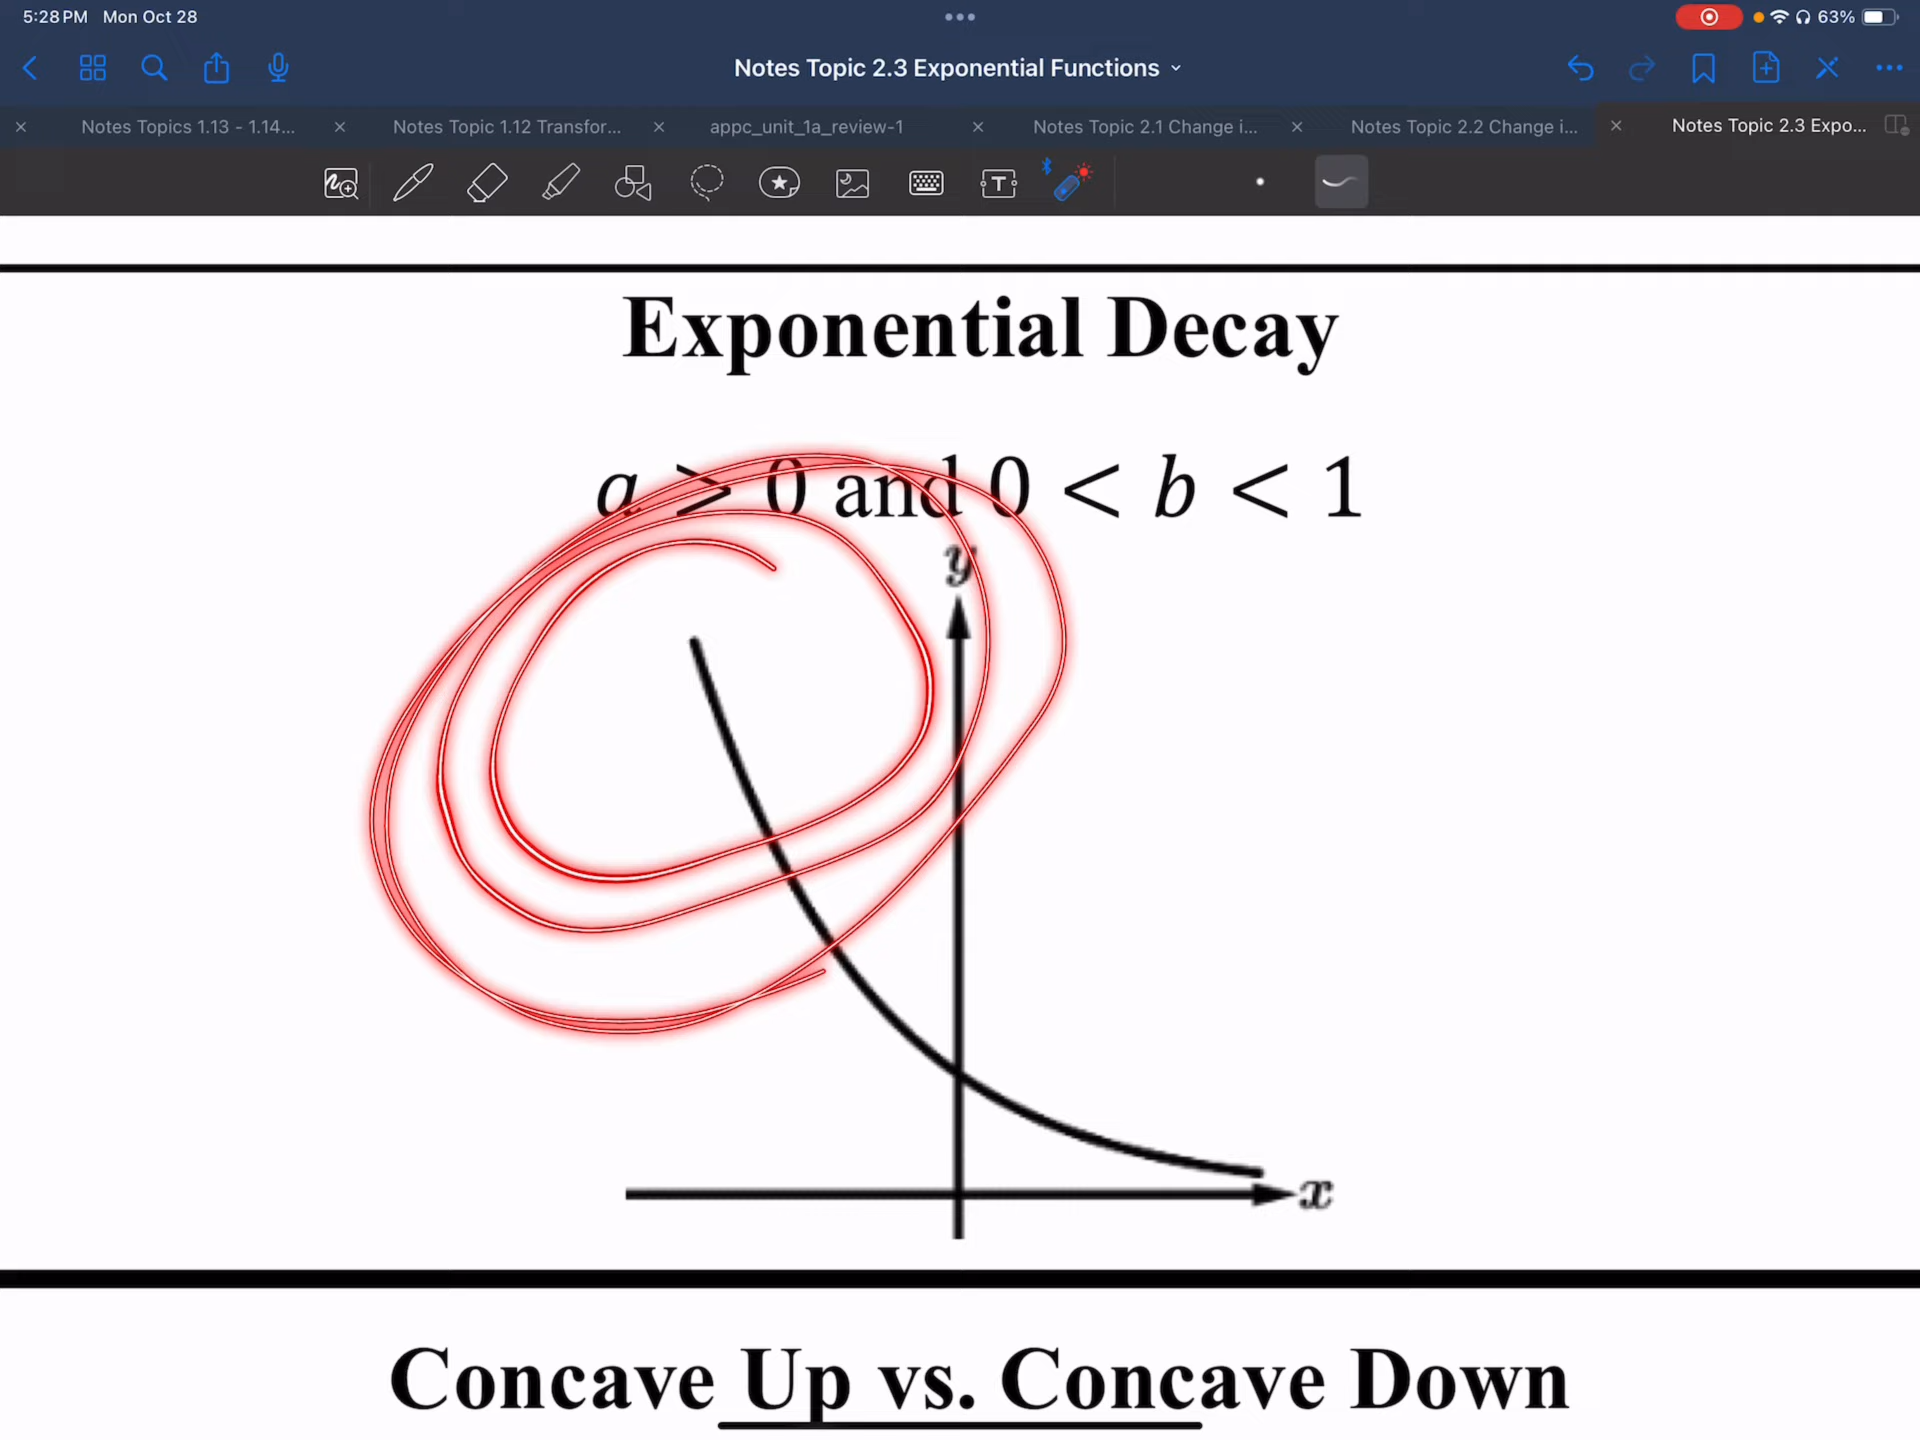 5:28 PM Mon Oct 28
63%
Notes Topic 2.3 Exponential Functions
Notes Topics 1.13 - 1.14...
Notes Topic 1.12 Transfor...
appc_unit_1a_review-1
Notes Topic 2.1 Change i...
Notes Topic 2.2 Change i...
Notes Topic 2.3 Expo...
T
Exponential Decay
a > 0 and 0 < b < 1
y
x
Concave Up vs. Concave Down